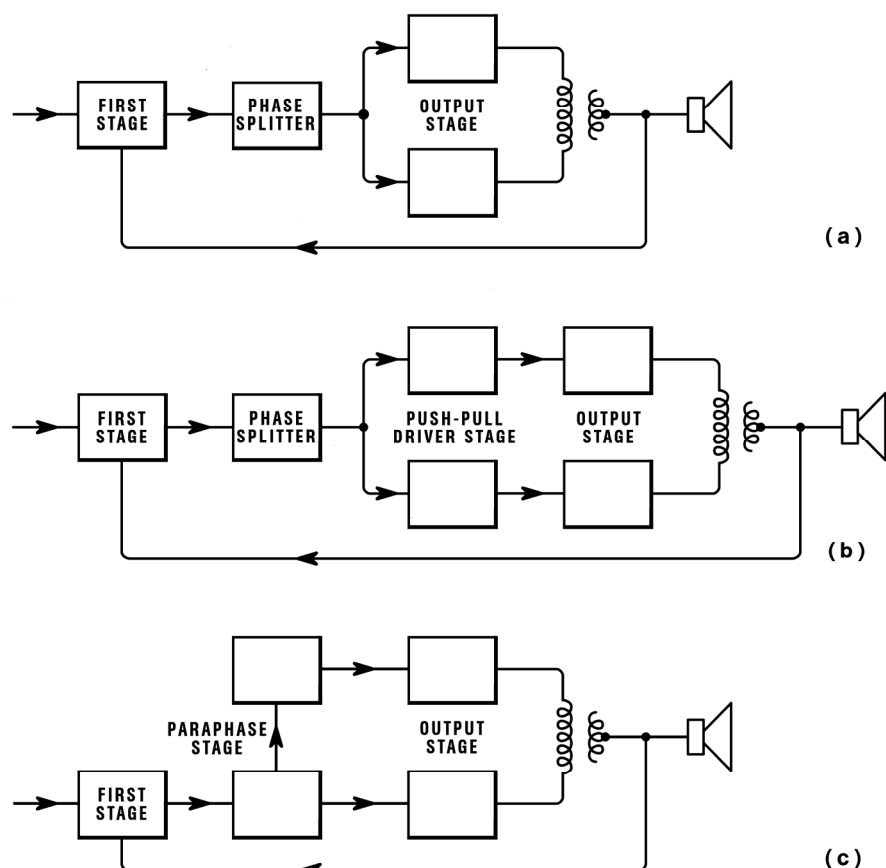 FIRST
STAGE
PHASE
SPLITTER
OUTPUT
STAGE
(a)
FIRST
STAGE
PHASE
SPLITTER
PUSH-PULL
DRIVER STAGE
OUTPUT
STAGE
(b)
PARAPHASE
STAGE
OUTPUT
STAGE
FIRST
STAGE
(c)